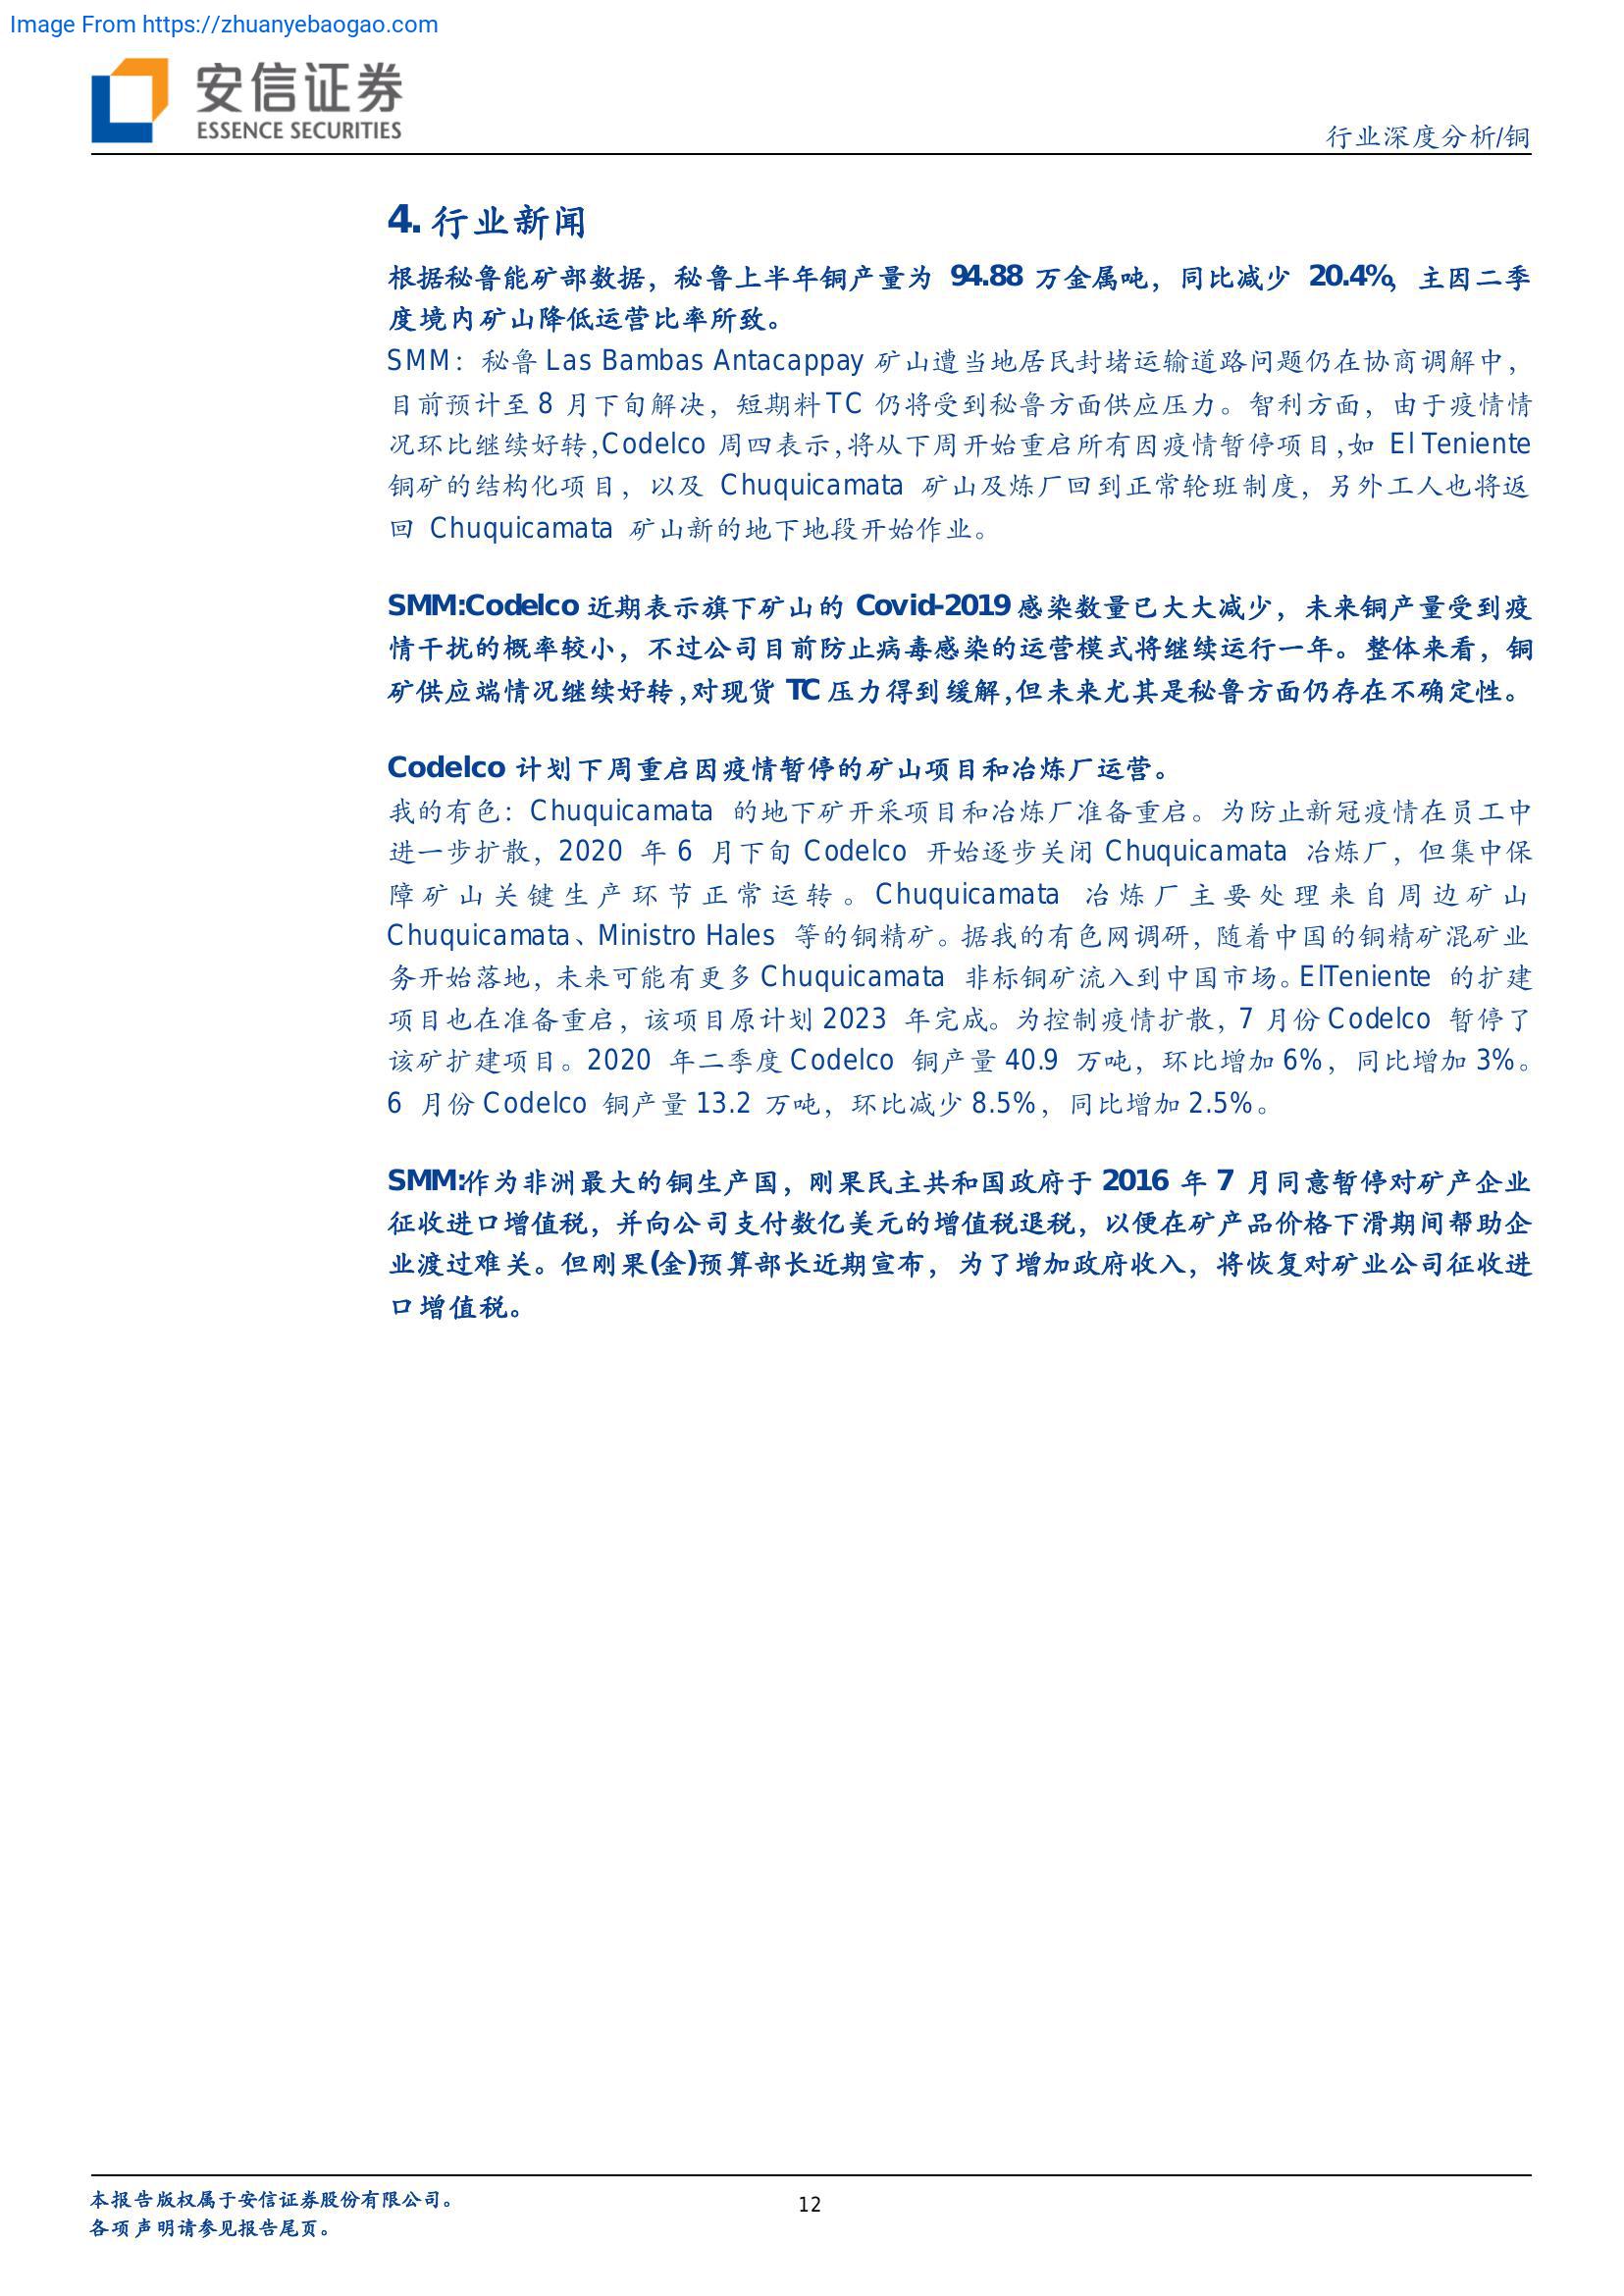 Image From https://zhuanyebaogao.com
安信证券
ESSENCE SECURITIES
行业深度分析/铜
4. 行业新闻
根据秘鲁能矿部数据，秘鲁上半年铜产量为 94.88 万金属吨，同比减少 20.4%，主因二季
度境内矿山降低运营比率所致。
SMM：秘鲁 Las Bambas Antacappay 矿山遭当地居民封堵运输道路问题仍在协商调解中，
目前预计至 8 月下旬解决，短期料 TC 仍将受到秘鲁方面供应压力。智利方面，由于疫情情
况环比继续好转,Codelco 周四表示,将从下周开始重启所有因疫情暂停项目,如 El Teniente
铜矿的结构化项目，以及 Chuquicamata 矿山及炼厂回到正常轮班制度，另外工人也将返
回 Chuquicamata 矿山新的地下地段开始作业。
SMM:Codelco 近期表示旗下矿山的 Covid-2019 感染数量已大大减少，未来铜产量受到疫
情干扰的概率较小，不过公司目前防止病毒感染的运营模式将继续运行一年。整体来看，铜
矿供应端情况继续好转,对现货 TC 压力得到缓解,但未来尤其是秘鲁方面仍存在不确定性。
Codelco 计划下周重启因疫情暂停的矿山项目和冶炼厂运营。
我的有色：Chuquicamata 的地下矿开采项目和冶炼厂准备重启。为防止新冠疫情在员工中
进一步扩散，2020 年 6 月下旬 Codelco 开始逐步关闭 Chuquicamata 冶炼厂，但集中保
障矿山关键生产环节正常运转。Chuquicamata 冶炼厂主要处理来自周边矿山
Chuquicamata、Ministro Hales 等的铜精矿。据我的有色网调研，随着中国的铜精矿混矿业
务开始落地，未来可能有更多 Chuquicamata 非标铜矿流入到中国市场。ElTeniente 的扩建
项目也在准备重启，该项目原计划 2023 年完成。为控制疫情扩散，7 月份 Codelco 暂停了
该矿扩建项目。2020 年二季度 Codelco 铜产量 40.9 万吨，环比增加 6%，同比增加 3%。
6 月份 Codelco 铜产量 13.2 万吨，环比减少 8.5%，同比增加 2.5%。
SMM:作为非洲最大的铜生产国，刚果民主共和国政府于 2016 年 7 月同意暂停对矿产企业
征收进口增值税，并向公司支付数亿美元的增值税退税，以便在矿产品价格下滑期间帮助企
业渡过难关。但刚果(金)预算部长近期宣布，为了增加政府收入，将恢复对矿业公司征收进
口增值税。
本报告版权属于安信证券股份有限公司。
12
各项声明请参见报告尾页。